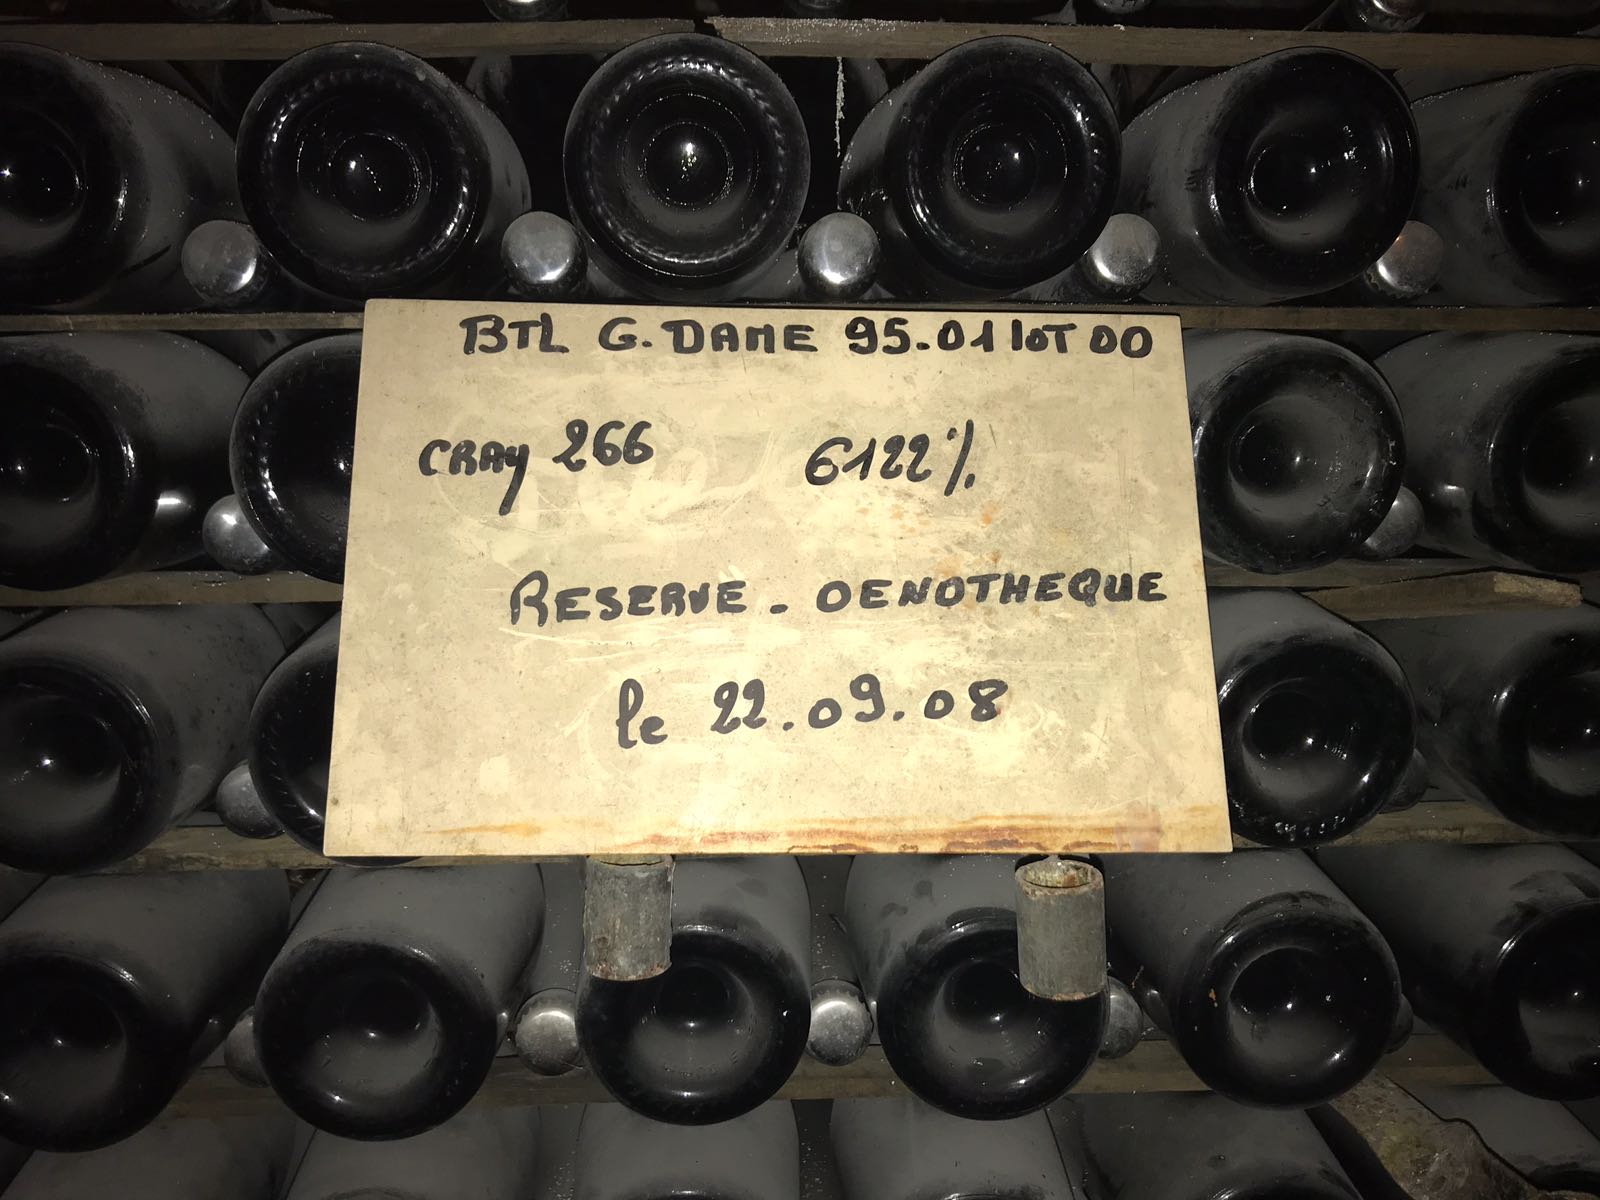 BTL G. DAME 95.01 LOT 00
CRAY 266 6122 %
RESERVE - OENOTHEQUE
le 22.09.08